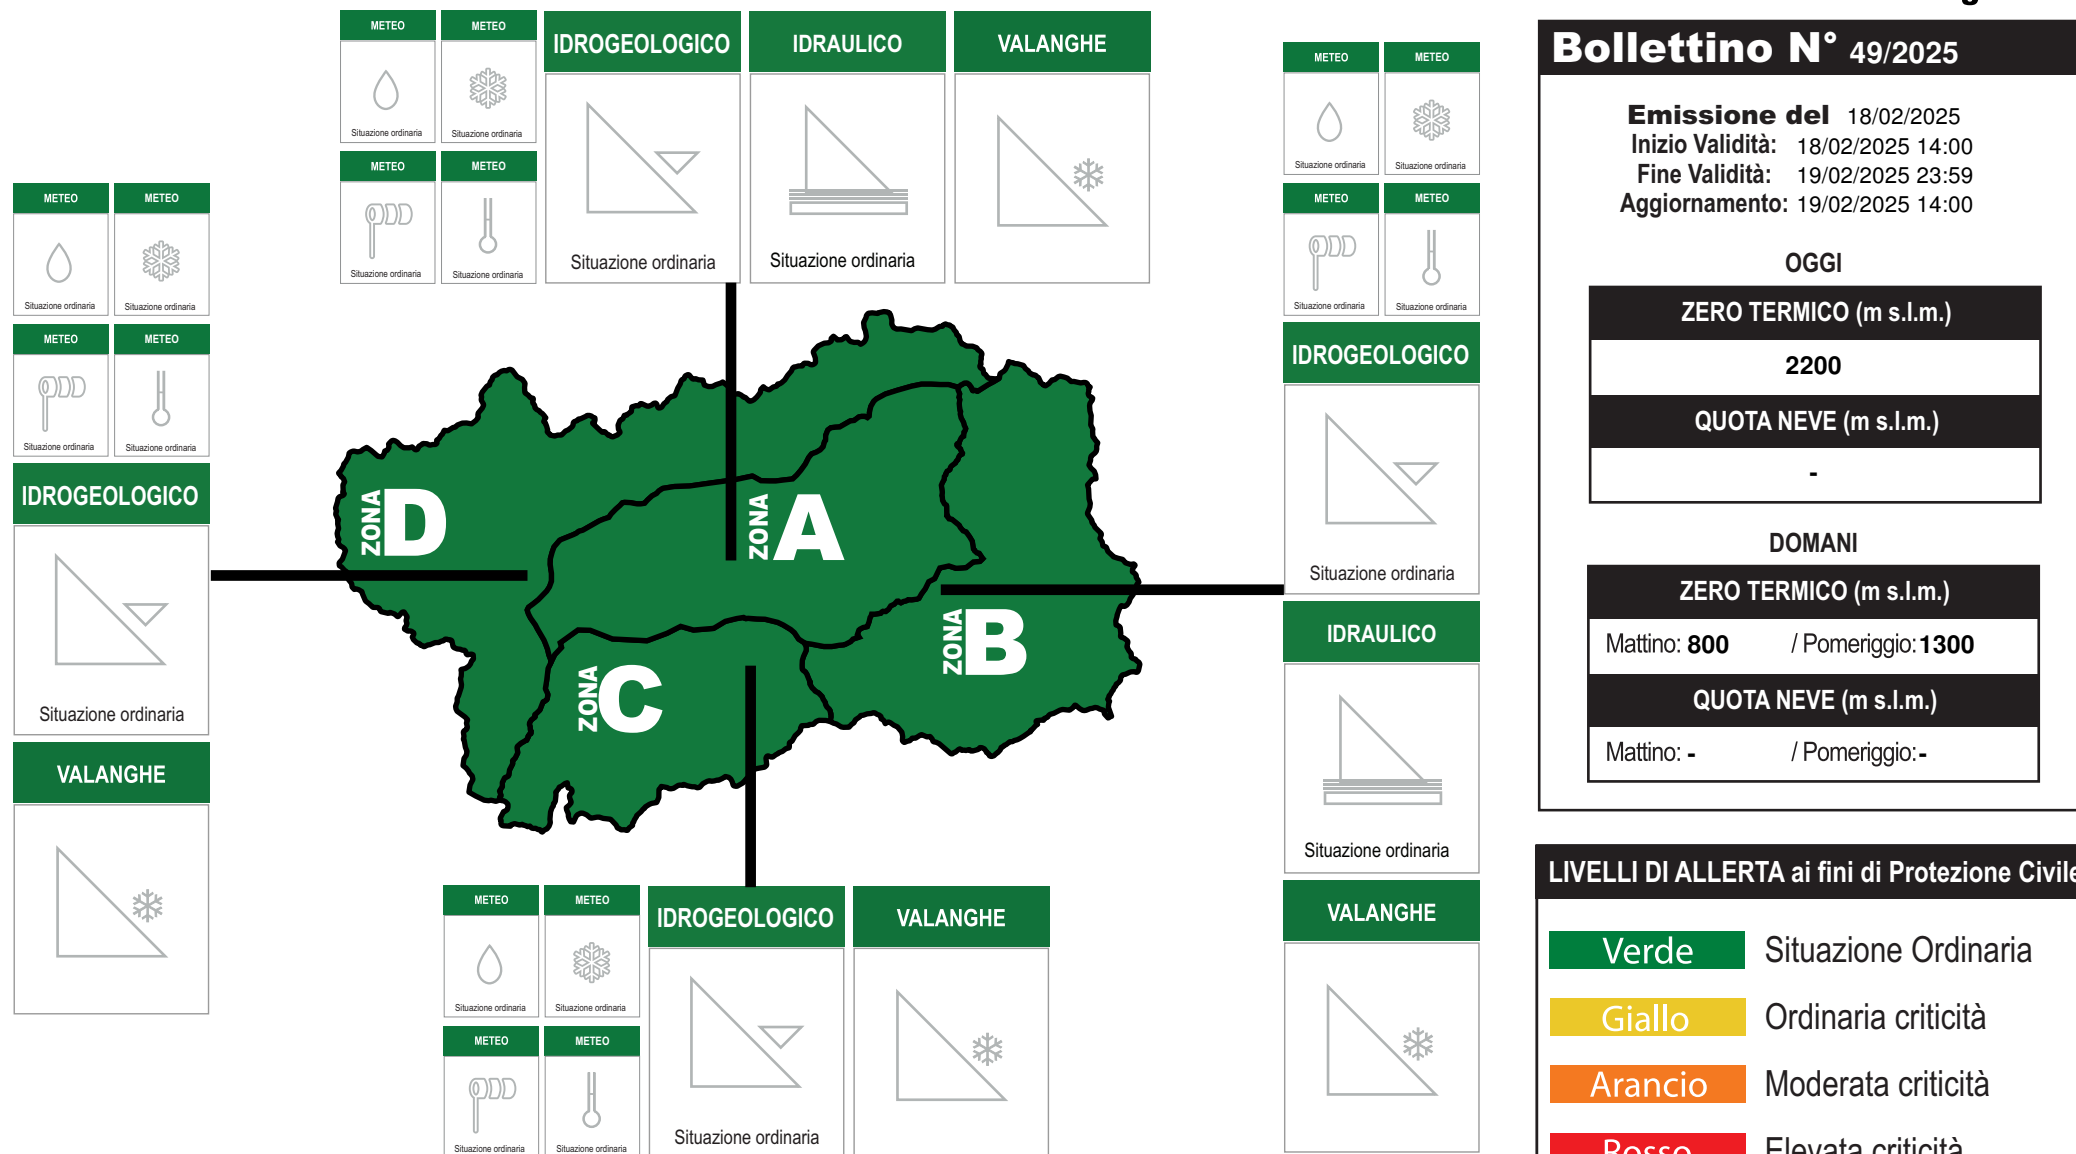 METEO METEO
Situazione ordinaria Situazione ordinaria
METEO METEO
Situazione ordinaria Situazione ordinaria
IDROGEOLOGICO
Situazione ordinaria
IDRAULICO
Situazione ordinaria
VALANGHE
METEO METEO
Situazione ordinaria Situazione ordinaria
METEO METEO
Situazione ordinaria Situazione ordinaria
IDROGEOLOGICO
Situazione ordinaria
VALANGHE
ZONA D
ZONA A
ZONA B
ZONA C
METEO METEO
Situazione ordinaria Situazione ordinaria
METEO METEO
Situazione ordinaria Situazione ordinaria
IDROGEOLOGICO
Situazione ordinaria
IDRAULICO
Situazione ordinaria
VALANGHE
METEO METEO
Situazione ordinaria Situazione ordinaria
METEO METEO
Situazione ordinaria Situazione ordinaria
IDROGEOLOGICO
Situazione ordinaria
VALANGHE
Bollettino N° 49/2025
Emissione del 18/02/2025
Inizio Validità: 18/02/2025 14:00
Fine Validità: 19/02/2025 23:59
Aggiornamento: 19/02/2025 14:00
OGGI
ZERO TERMICO (m s.l.m.)
2200
QUOTA NEVE (m s.l.m.)
-
DOMANI
ZERO TERMICO (m s.l.m.)
Mattino: 800 / Pomeriggio: 1300
QUOTA NEVE (m s.l.m.)
Mattino: - / Pomeriggio: -
LIVELLI DI ALLERTA ai fini di Protezione Civile
Verde Situazione Ordinaria
Giallo Ordinaria criticità
Arancio Moderata criticità
Rosso Elevata criticità